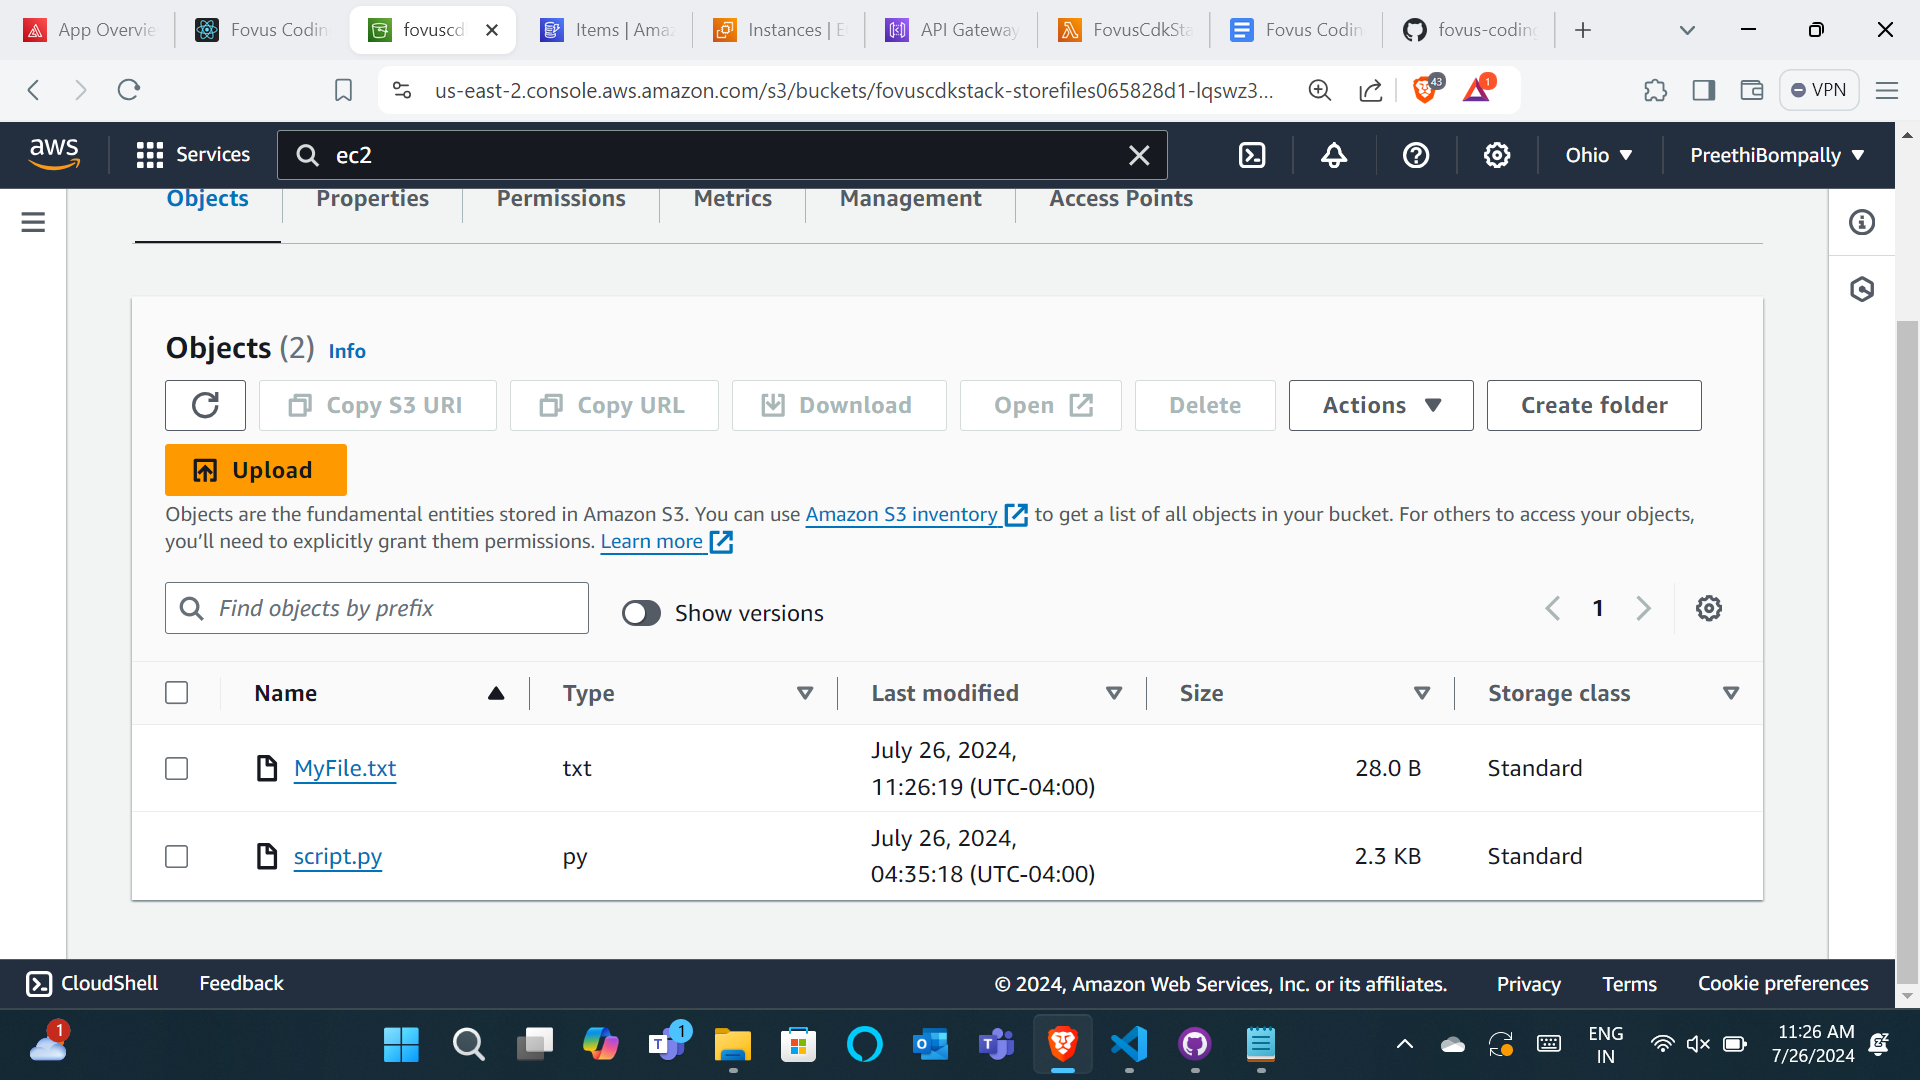 App Overvie
Fovus Codin
fovuscd
Items | Amaz
Instances | E
API Gateway
FovusCdkSta
Fovus Codin
fovus-coding
us-east-2.console.aws.amazon.com/s3/buckets/fovuscdkstack-storefiles065828d1-lqswz3...
43
1
VPN
aws
Services
ec2
Ohio
PreethiBompally
Objects
Properties
Permissions
Metrics
Management
Access Points
Objects (2) Info
Copy S3 URI
Copy URL
Download
Open
Delete
Actions
Create folder
Upload
Objects are the fundamental entities stored in Amazon S3. You can use Amazon S3 inventory to get a list of all objects in your bucket. For others to access your objects,
you’ll need to explicitly grant them permissions. Learn more
Find objects by prefix
Show versions
1
Name
Type
Last modified
Size
Storage class
MyFile.txt
txt
July 26, 2024,
11:26:19 (UTC-04:00)
28.0 B
Standard
script.py
py
July 26, 2024,
04:35:18 (UTC-04:00)
2.3 KB
Standard
CloudShell
Feedback
© 2024, Amazon Web Services, Inc. or its affiliates.
Privacy
Terms
Cookie preferences
1
1
ENG
IN
11:26 AM
7/26/2024